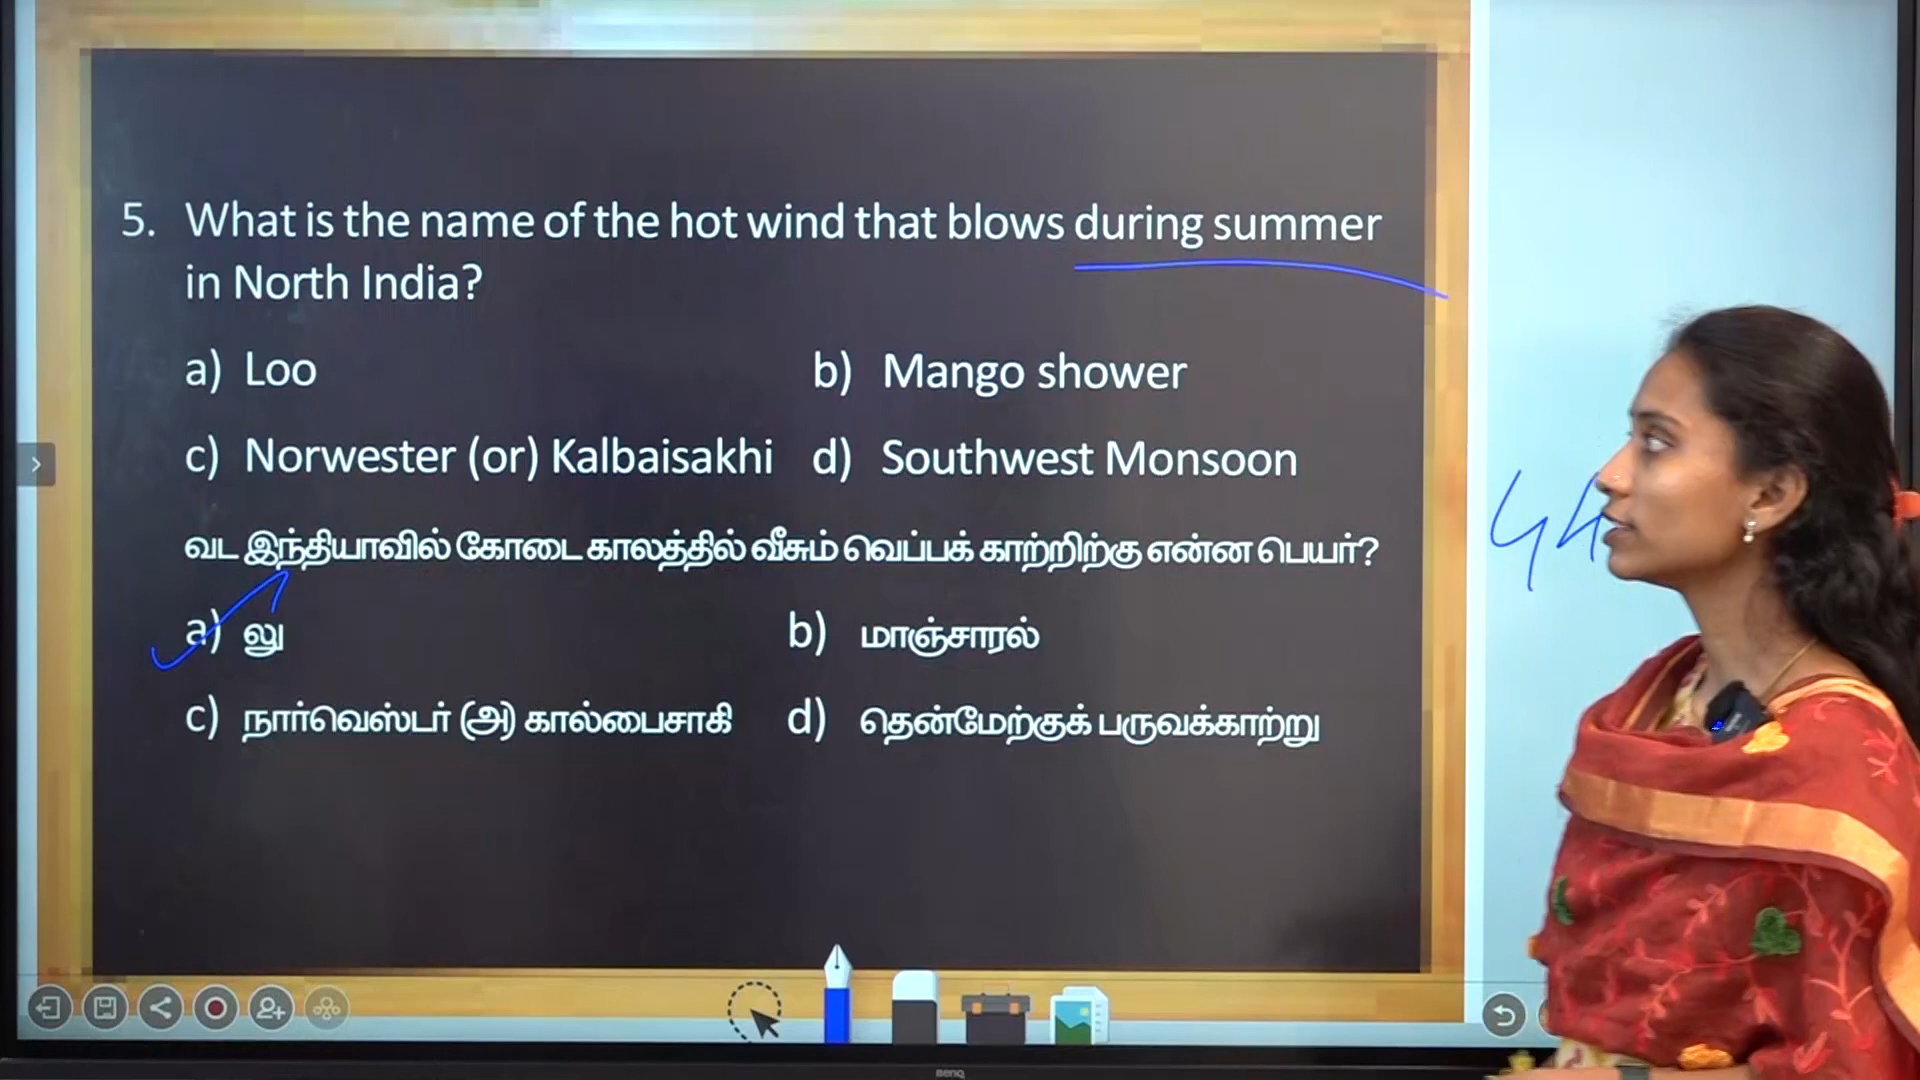 5. What is the name of the hot wind that blows during summer
in North India?
a) Loo b) Mango shower
c) Norwester (or) Kalbaisakhi d) Southwest Monsoon
வட இந்தியாவில் கோடை காலத்தில் வீசும் வெப்பக் காற்றிற்கு என்ன பெயர்?
a) லு b) மாஞ்சாரல்
c) நார்வெஸ்டர் (அ) கால்பைசாகி d) தென்மேற்குக் பருவக்காற்று
BenQ